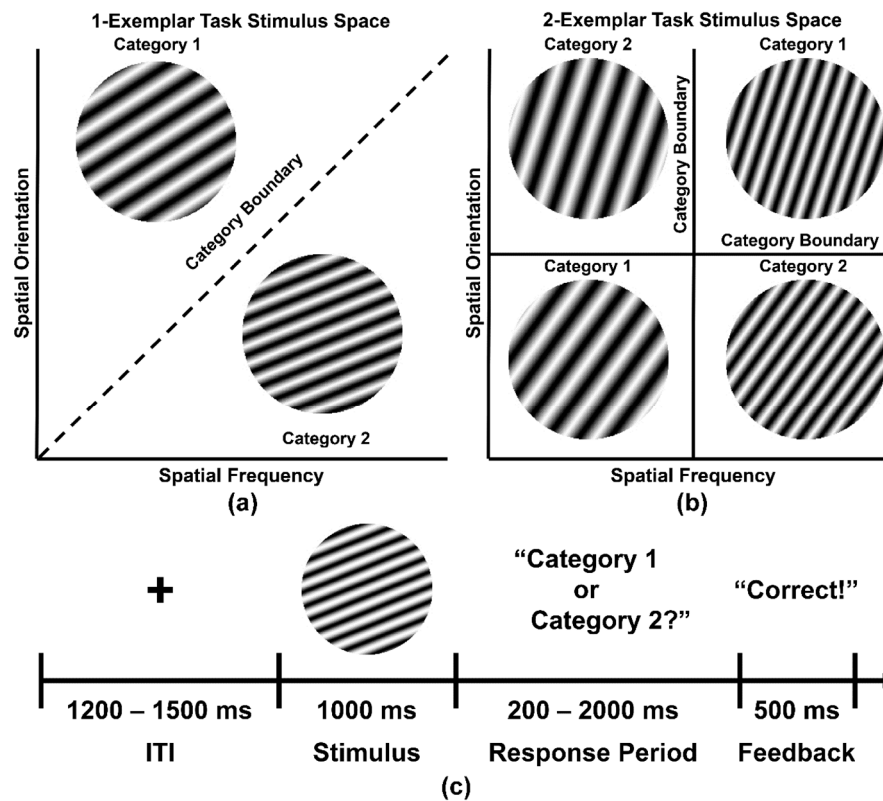 1-Exemplar Task Stimulus Space
Category 1
Category Boundary
Category 2
Spatial Orientation
Spatial Frequency
(a)
2-Exemplar Task Stimulus Space
Category 2
Category 1
Category Boundary
Category Boundary
Category 1
Category 2
Spatial Orientation
Spatial Frequency
(b)
+
“Category 1
or
Category 2?”
“Correct!”
1200 – 1500 ms
1000 ms
200 – 2000 ms
500 ms
ITI
Stimulus
Response Period
Feedback
(c)